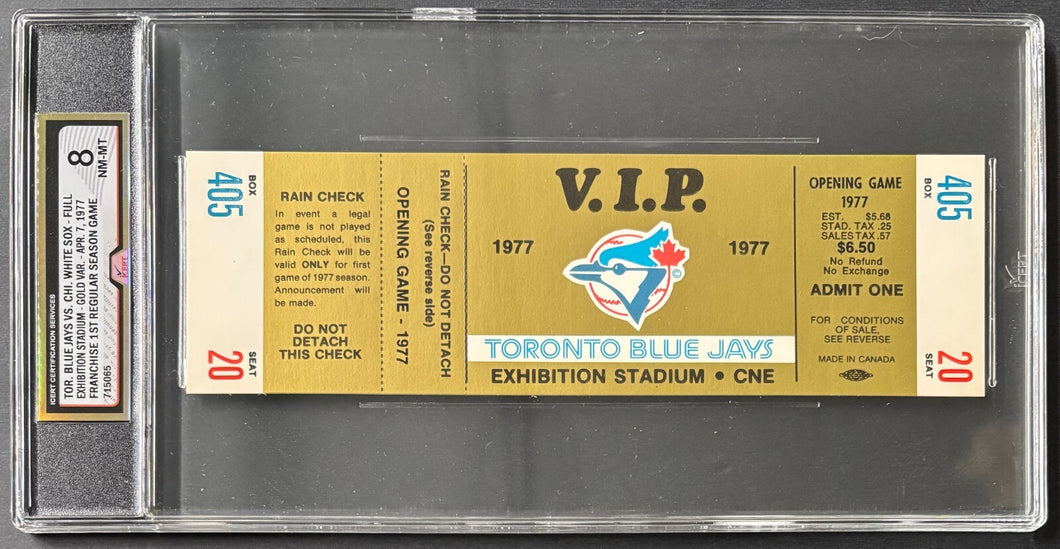 8
NM-MT
TOR. BLUE JAYS VS. CHI. WHITE SOX - FULL
EXHIBITION STADIUM - GOLD VAR. - APR. 7, 1977
FRANCHISE 1ST REGULAR SEASON GAME
715065
ICERT
ICERT CERTIFICATION SERVICES
BOX
405
SEAT
20
RAIN CHECK
In event a legal
game is not played
as scheduled, this
Rain Check will be
valid ONLY for first
game of 1977 season.
Announcement will
be made.
DO NOT
DETACH
THIS CHECK
OPENING GAME - 1977
RAIN CHECK—DO NOT DETACH
(See reverse side)
V.I.P.
1977
1977
©
TORONTO BLUE JAYS
EXHIBITION STADIUM • CNE
OPENING GAME
1977
EST. $5.68
STAD. TAX .25
SALES TAX .57
$6.50
No Refund
No Exchange
ADMIT ONE
FOR CONDITIONS
OF SALE,
SEE REVERSE
MADE IN CANADA
BOX
405
SEAT
20
ICERT